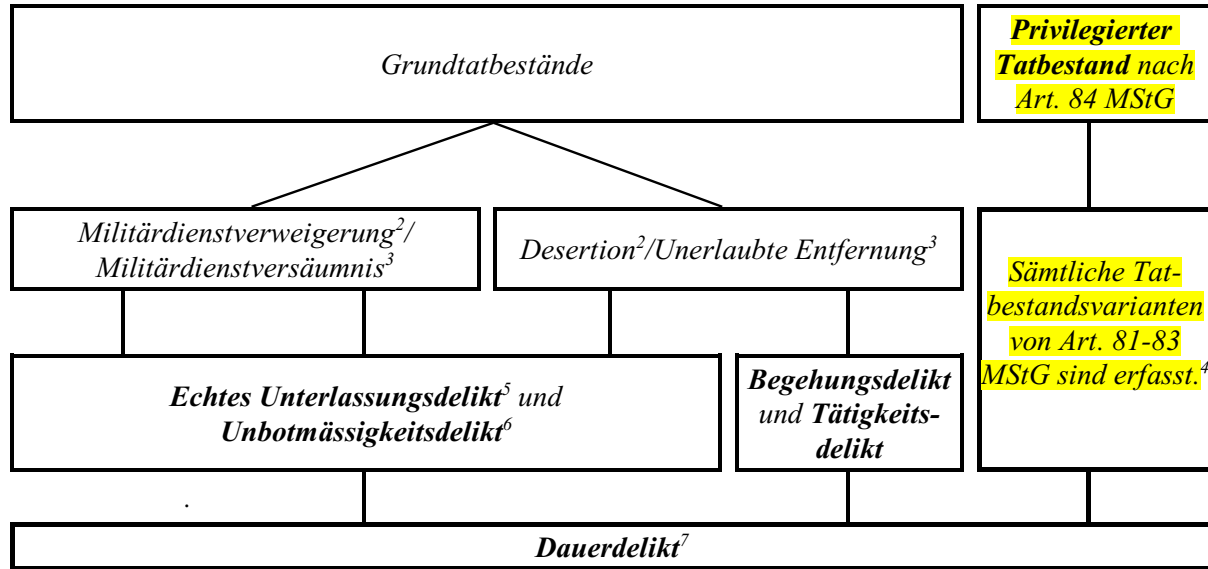 Grundtatbestände
Privilegierter
Tatbestand nach
Art. 84 MStG
Militärdienstverweigerung²/
Militärdienstversäumnis³
Desertion²/Unerlaubte Entfernung³
Sämtliche Tat-
bestandsvarianten
von Art. 81-83
MStG sind erfasst.⁴
Echtes Unterlassungsdelikt⁵ und
Unbotmässigkeitsdelikt⁶
Begehungsdelikt
und Tätigkeits-
delikt
.
Dauerdelikt⁷